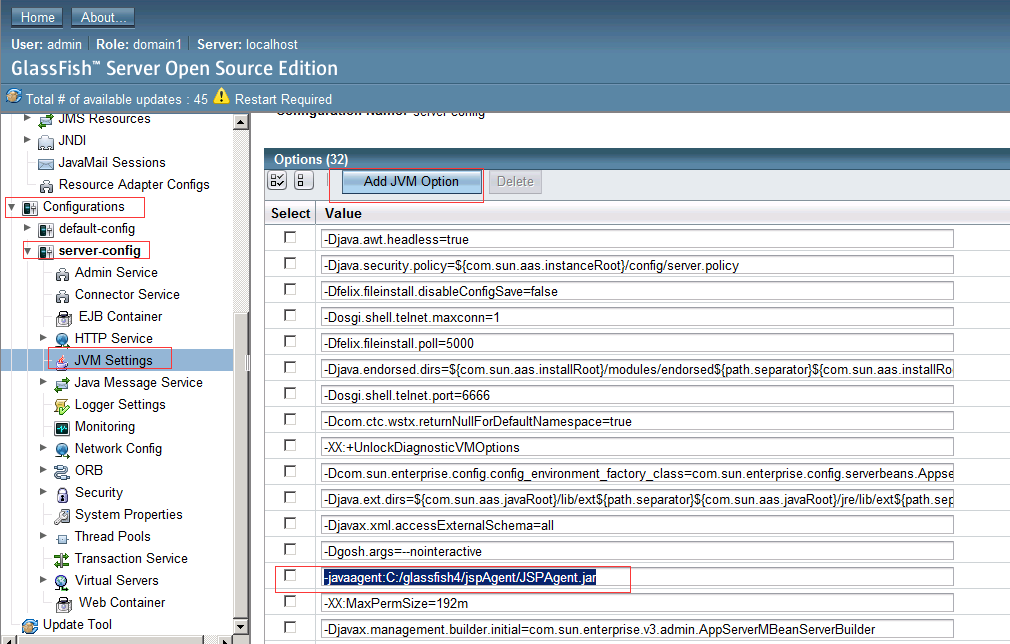 Home About...
User: admin Role: domain1 Server: localhost
GlassFish™ Server Open Source Edition
Total # of available updates : 45 Restart Required
JMS Resources
JNDI
JavaMail Sessions
Resource Adapter Configs
Configurations
default-config
server-config
Admin Service
Connector Service
EJB Container
HTTP Service
JVM Settings
Java Message Service
Logger Settings
Monitoring
Network Config
ORB
Security
System Properties
Thread Pools
Transaction Service
Virtual Servers
Web Container
Update Tool
Configuration Name: server-config
Options (32)
Add JVM Option Delete
Select Value
-Djava.awt.headless=true
-Djava.security.policy=${com.sun.aas.instanceRoot}/config/server.policy
-Dfelix.fileinstall.disableConfigSave=false
-Dosgi.shell.telnet.maxconn=1
-Dfelix.fileinstall.poll=5000
-Djava.endorsed.dirs=${com.sun.aas.installRoot}/modules/endorsed${path.separator}${com.sun.aas.installRo
-Dosgi.shell.telnet.port=6666
-Dcom.ctc.wstx.returnNullForDefaultNamespace=true
-XX:+UnlockDiagnosticVMOptions
-Dcom.sun.enterprise.config.config_environment_factory_class=com.sun.enterprise.config.serverbeans.Appse
-Djava.ext.dirs=${com.sun.aas.javaRoot}/lib/ext${path.separator}${com.sun.aas.javaRoot}/jre/lib/ext${path.sep
-Djavax.xml.accessExternalSchema=all
-Dgosh.args=--nointeractive
-javaagent:C:/glassfish4/jspAgent/JSPAgent.jar
-XX:MaxPermSize=192m
-Djavax.management.builder.initial=com.sun.enterprise.v3.admin.AppServerMBeanServerBuilder